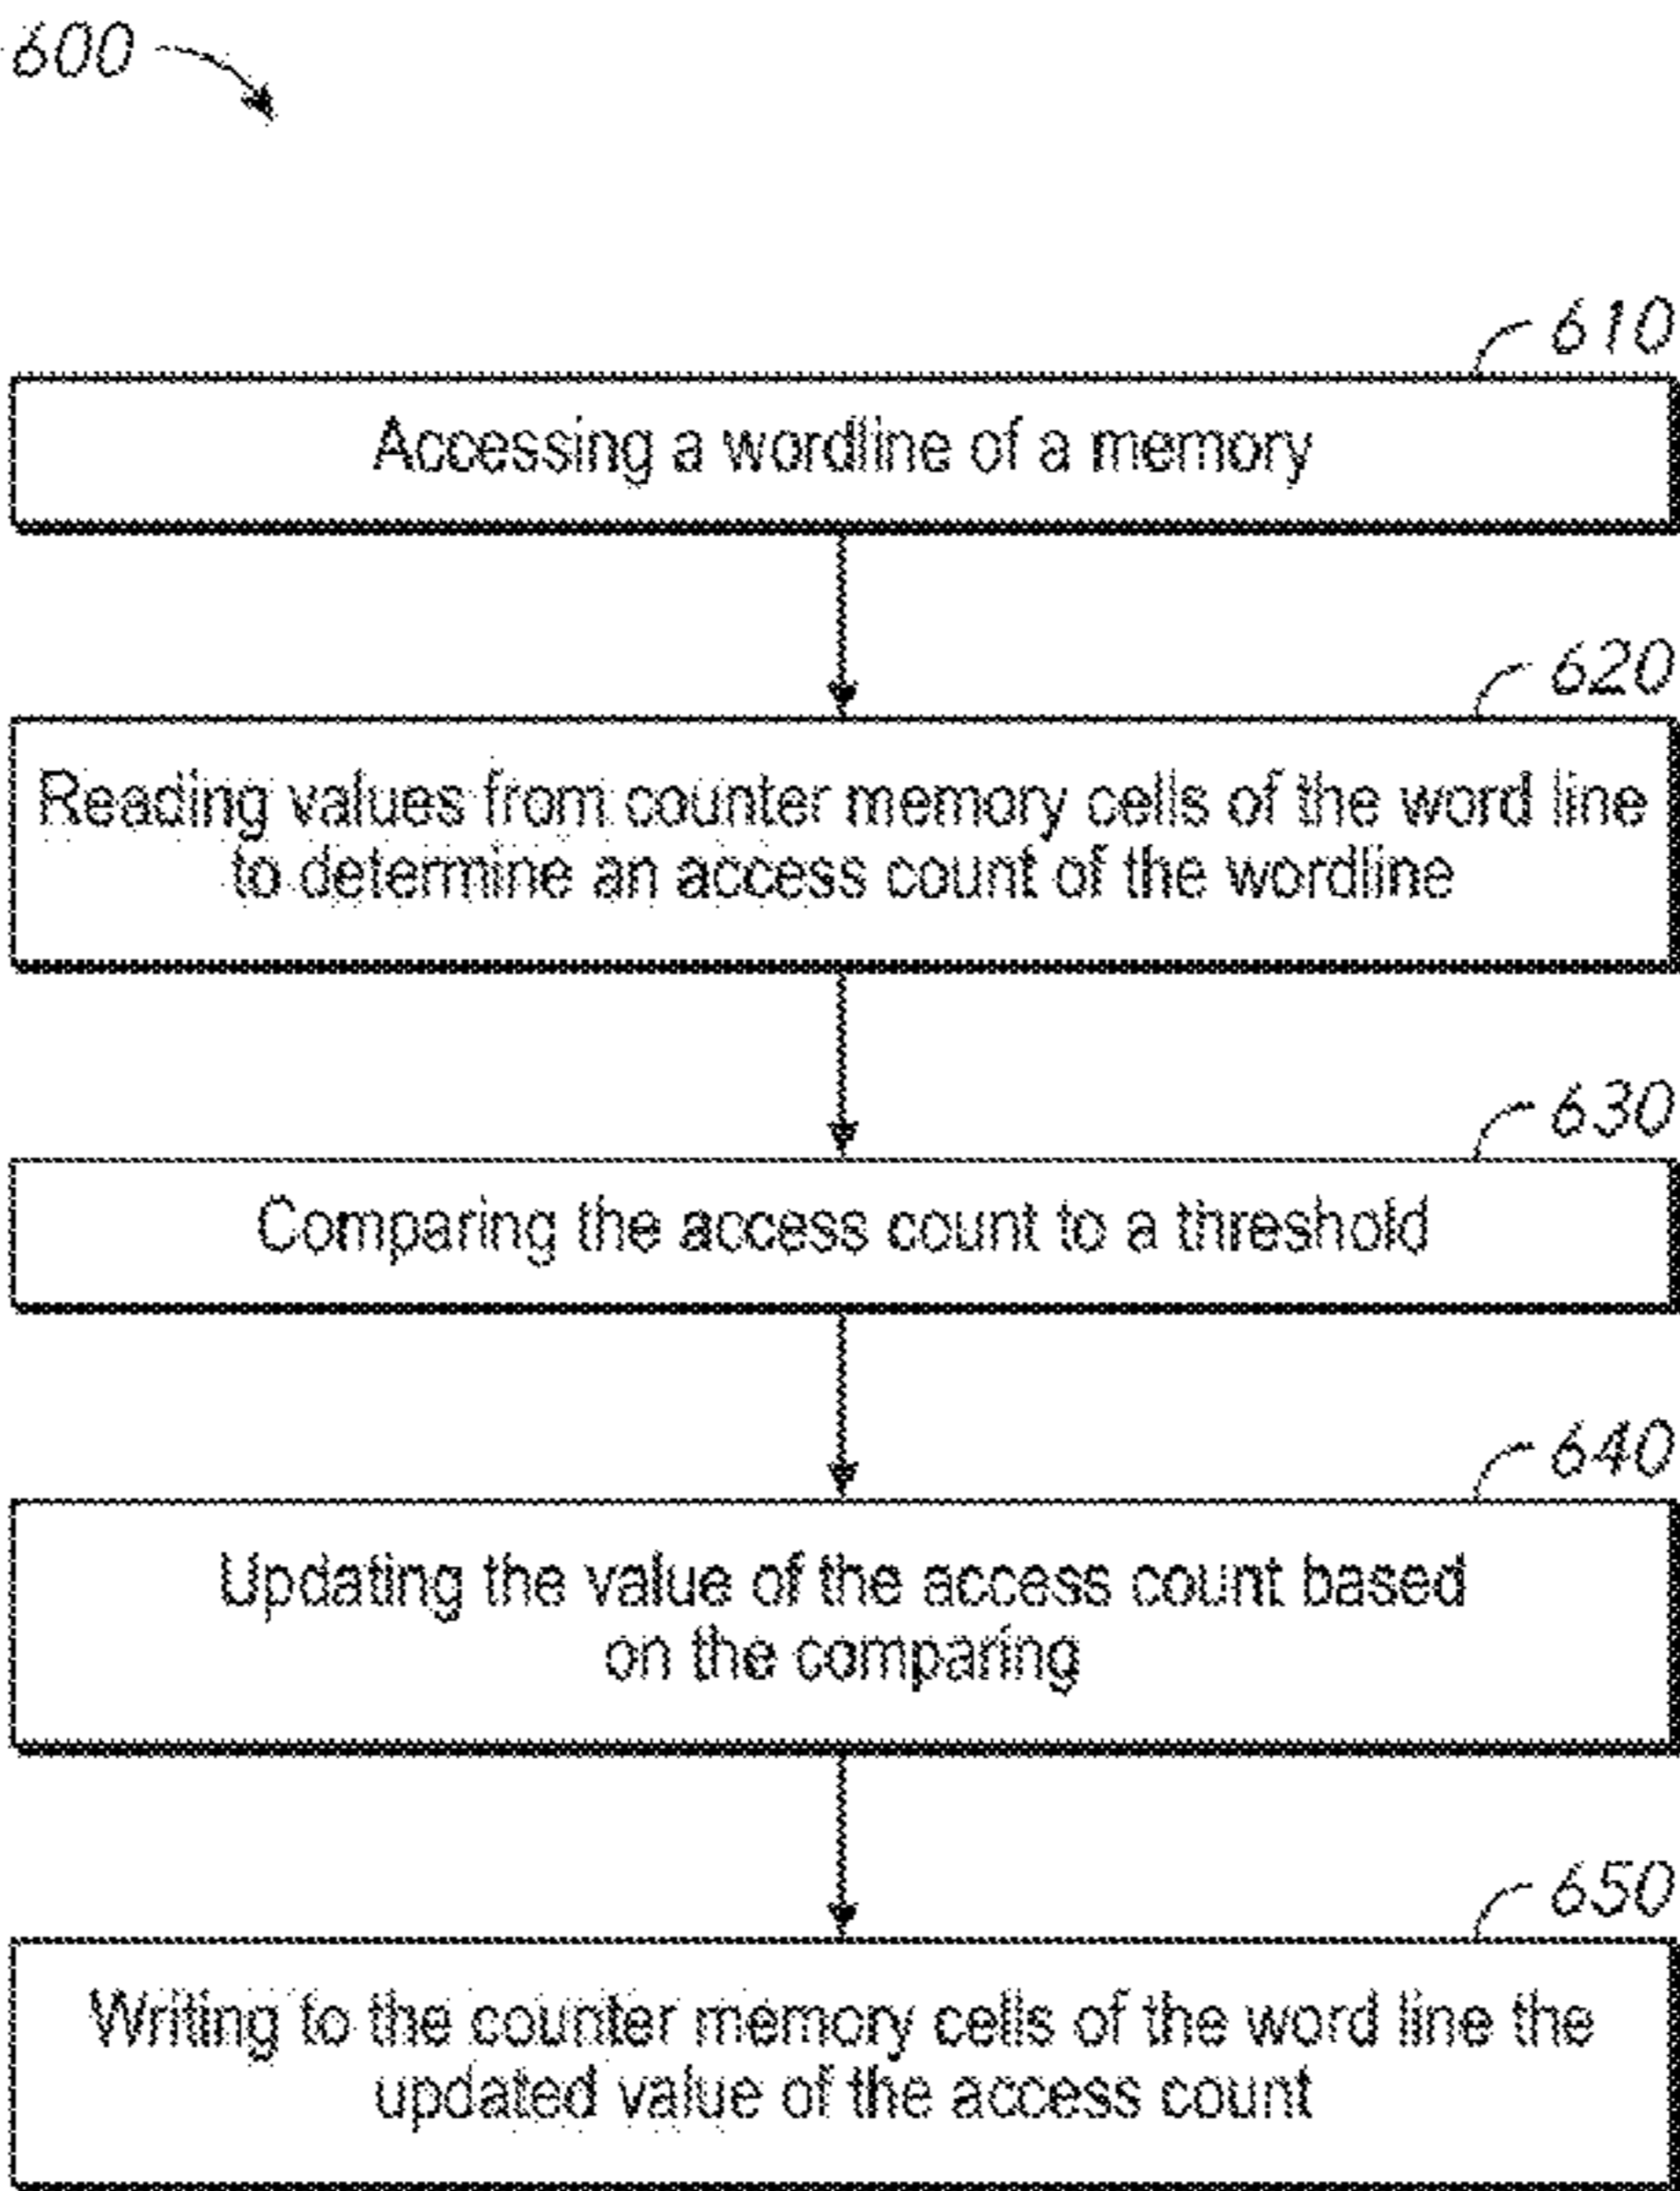 600
610
Accessing a wordline of a memory
620
Reading values from counter memory cells of the word line
to determine an access count of the wordline
630
Comparing the access count to a threshold
640
Updating the value of the access count based
on the comparing
650
Writing to the counter memory cells of the word line the
updated value of the access count